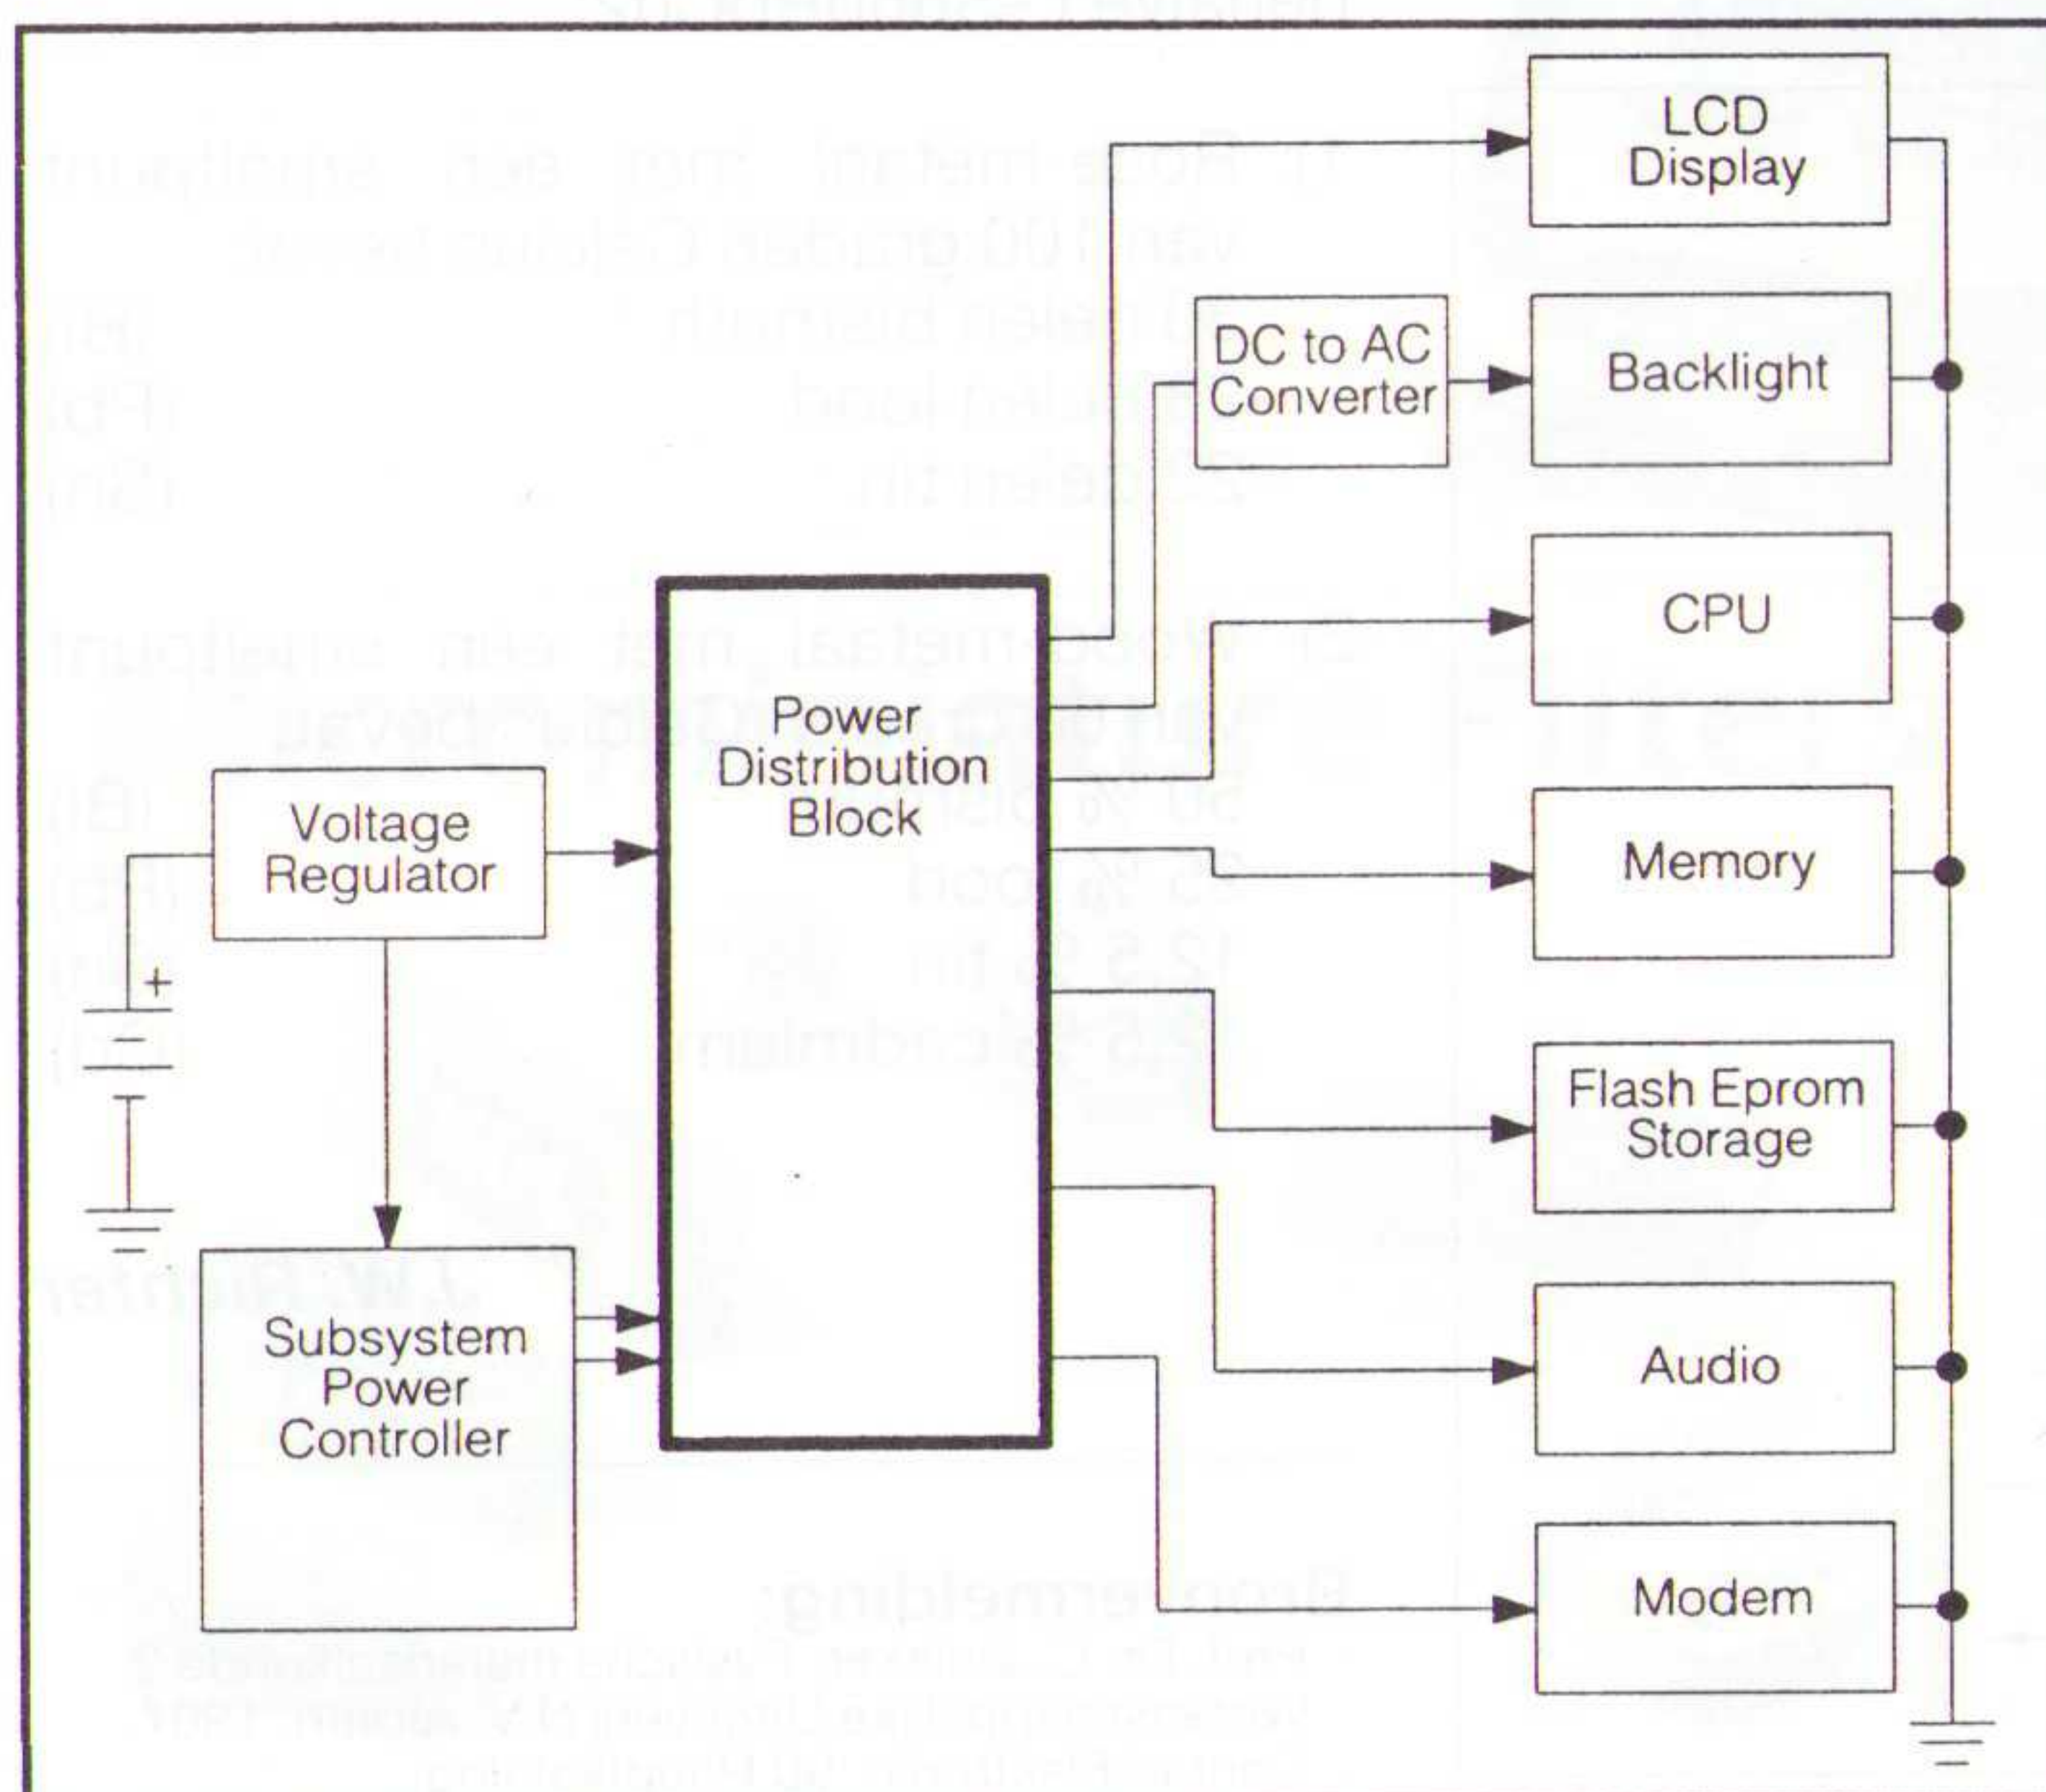 LCD
Display
DC to AC
Converter
Backlight
CPU
Power
Distribution
Block
Voltage
Regulator
Memory
+
Flash Eprom
Storage
Subsystem
Power
Controller
Audio
Modem